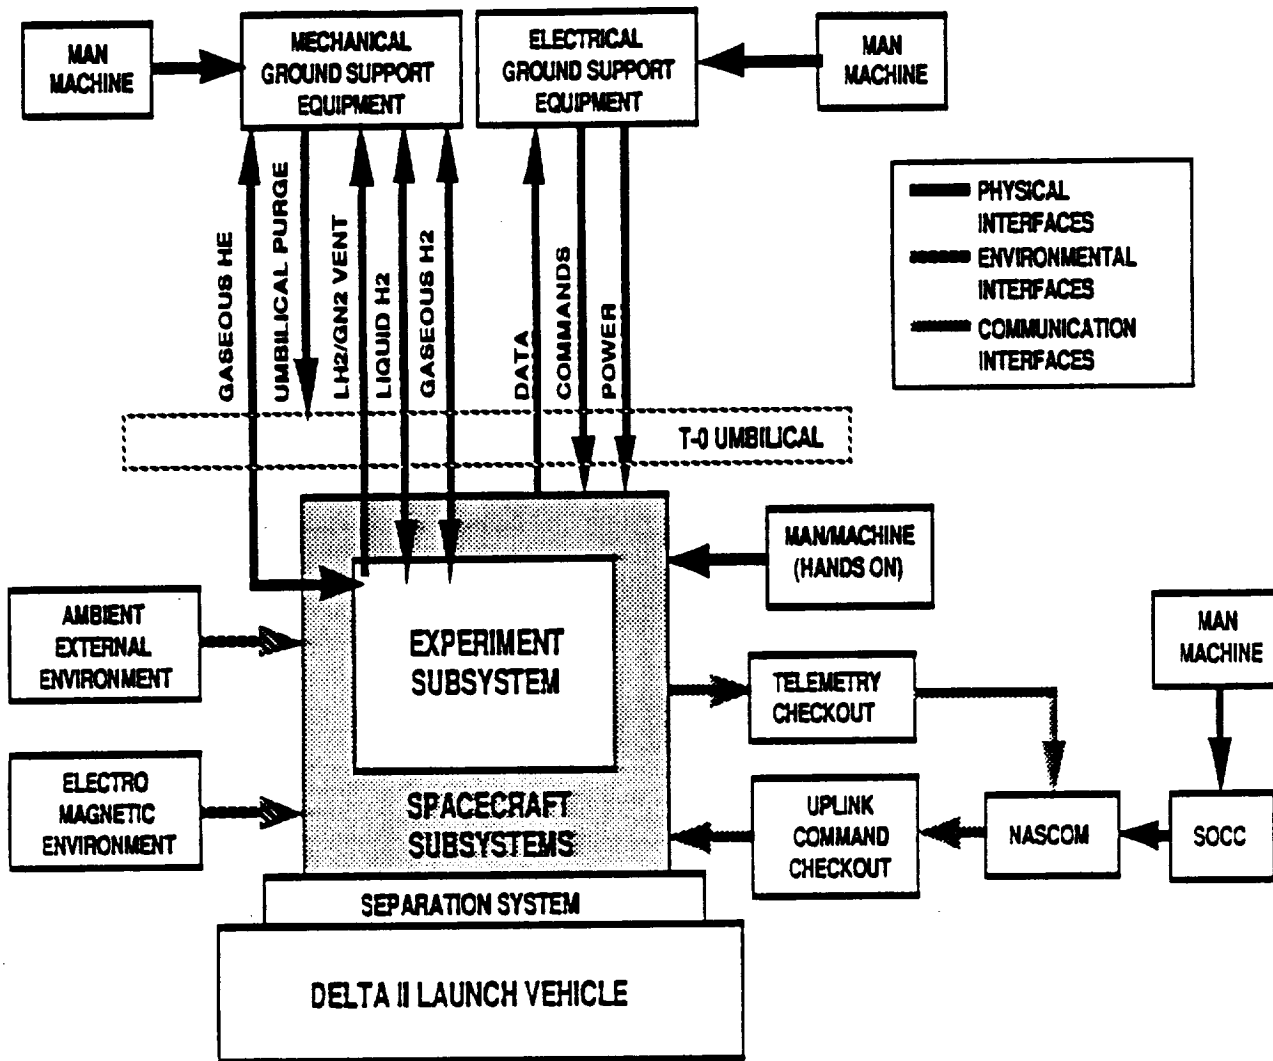 MAN
MACHINE
MECHANICAL
GROUND SUPPORT
EQUIPMENT
ELECTRICAL
GROUND SUPPORT
EQUIPMENT
MAN
MACHINE
PHYSICAL
INTERFACES
ENVIRONMENTAL
INTERFACES
COMMUNICATION
INTERFACES
GASEOUS HE
UMBILICAL PURGE
LH2/GN2 VENT
LIQUID H2
GASEOUS H2
DATA
COMMANDS
POWER
T-0 UMBILICAL
MAN/MACHINE
(HANDS ON)
AMBIENT
EXTERNAL
ENVIRONMENT
EXPERIMENT
SUBSYSTEM
TELEMETRY
CHECKOUT
MAN
MACHINE
ELECTRO
MAGNETIC
ENVIRONMENT
SPACECRAFT
SUBSYSTEMS
UPLINK
COMMAND
CHECKOUT
NASCOM
SOCC
SEPARATION SYSTEM
DELTA II LAUNCH VEHICLE